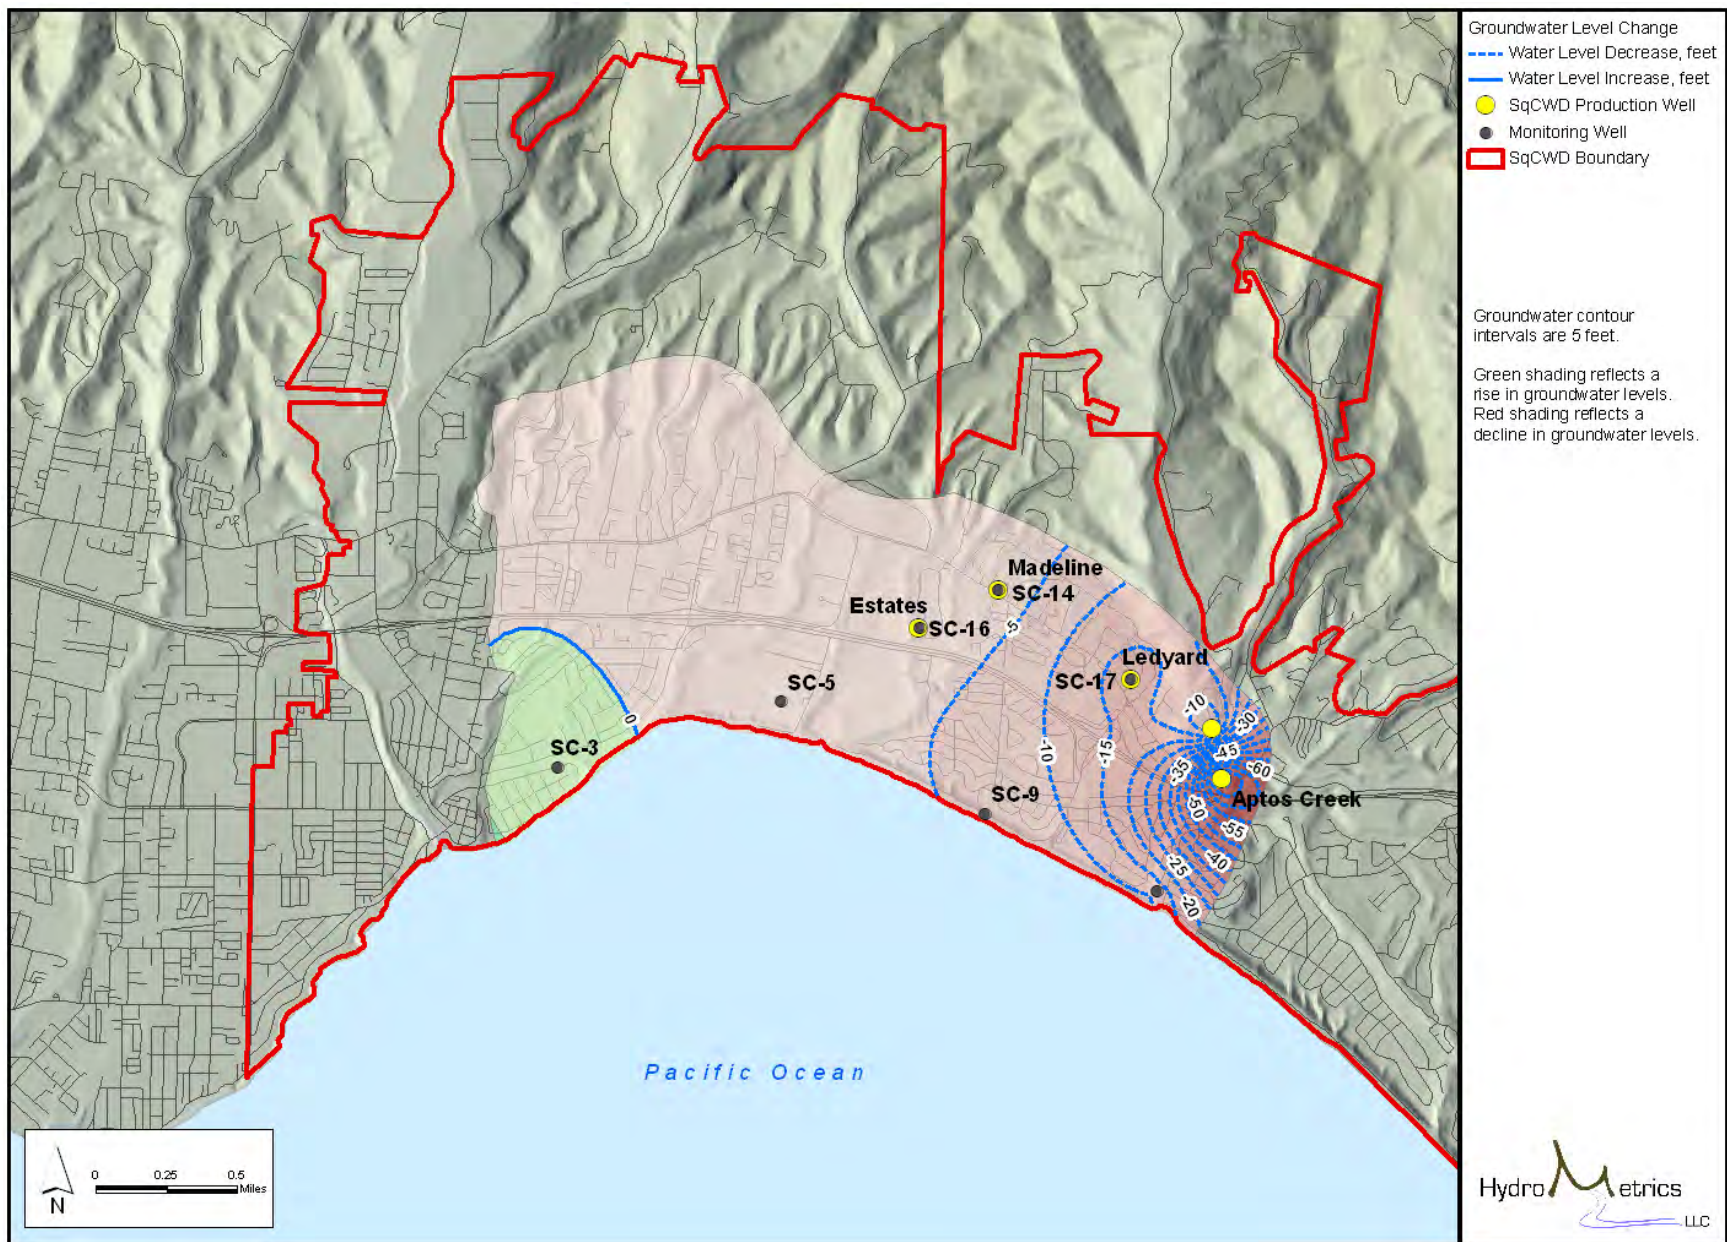 Groundwater Level Change
Water Level Decrease, feet
Water Level Increase, feet
SqCWD Production Well
Monitoring Well
SqCWD Boundary
Groundwater contour
intervals are 5 feet.
Green shading reflects a
rise in groundwater levels.
Red shading reflects a
decline in groundwater levels.
Madeline
SC-14
Estates
SC-16
-5
Ledyard
SC-17
SC-5
-10
-30
0
-10
-15
-45
-35
-60
SC-3
Aptos Creek
SC-9
-50
-55
-40
-25
-20
Pacific Ocean
0 0.25 0.5
Miles
N
Hydro Metrics
LLC